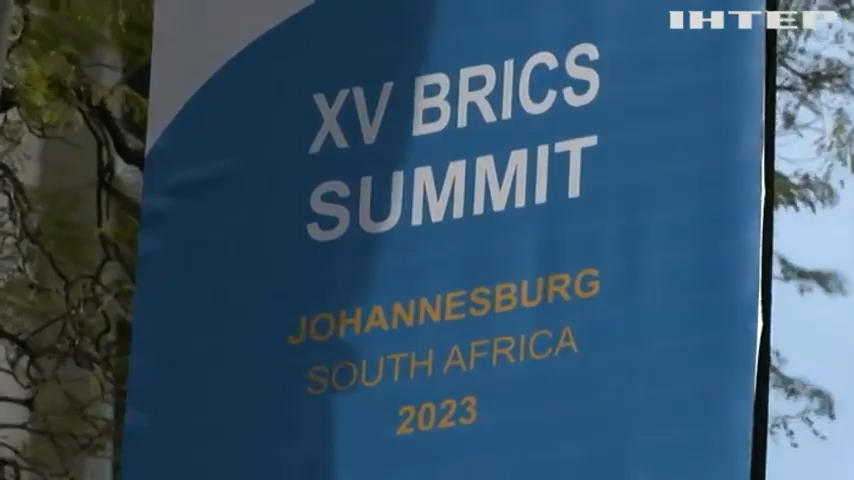 ІНТЕР
XV BRICS
SUMMIT
JOHANNESBURG
SOUTH AFRICA
2023